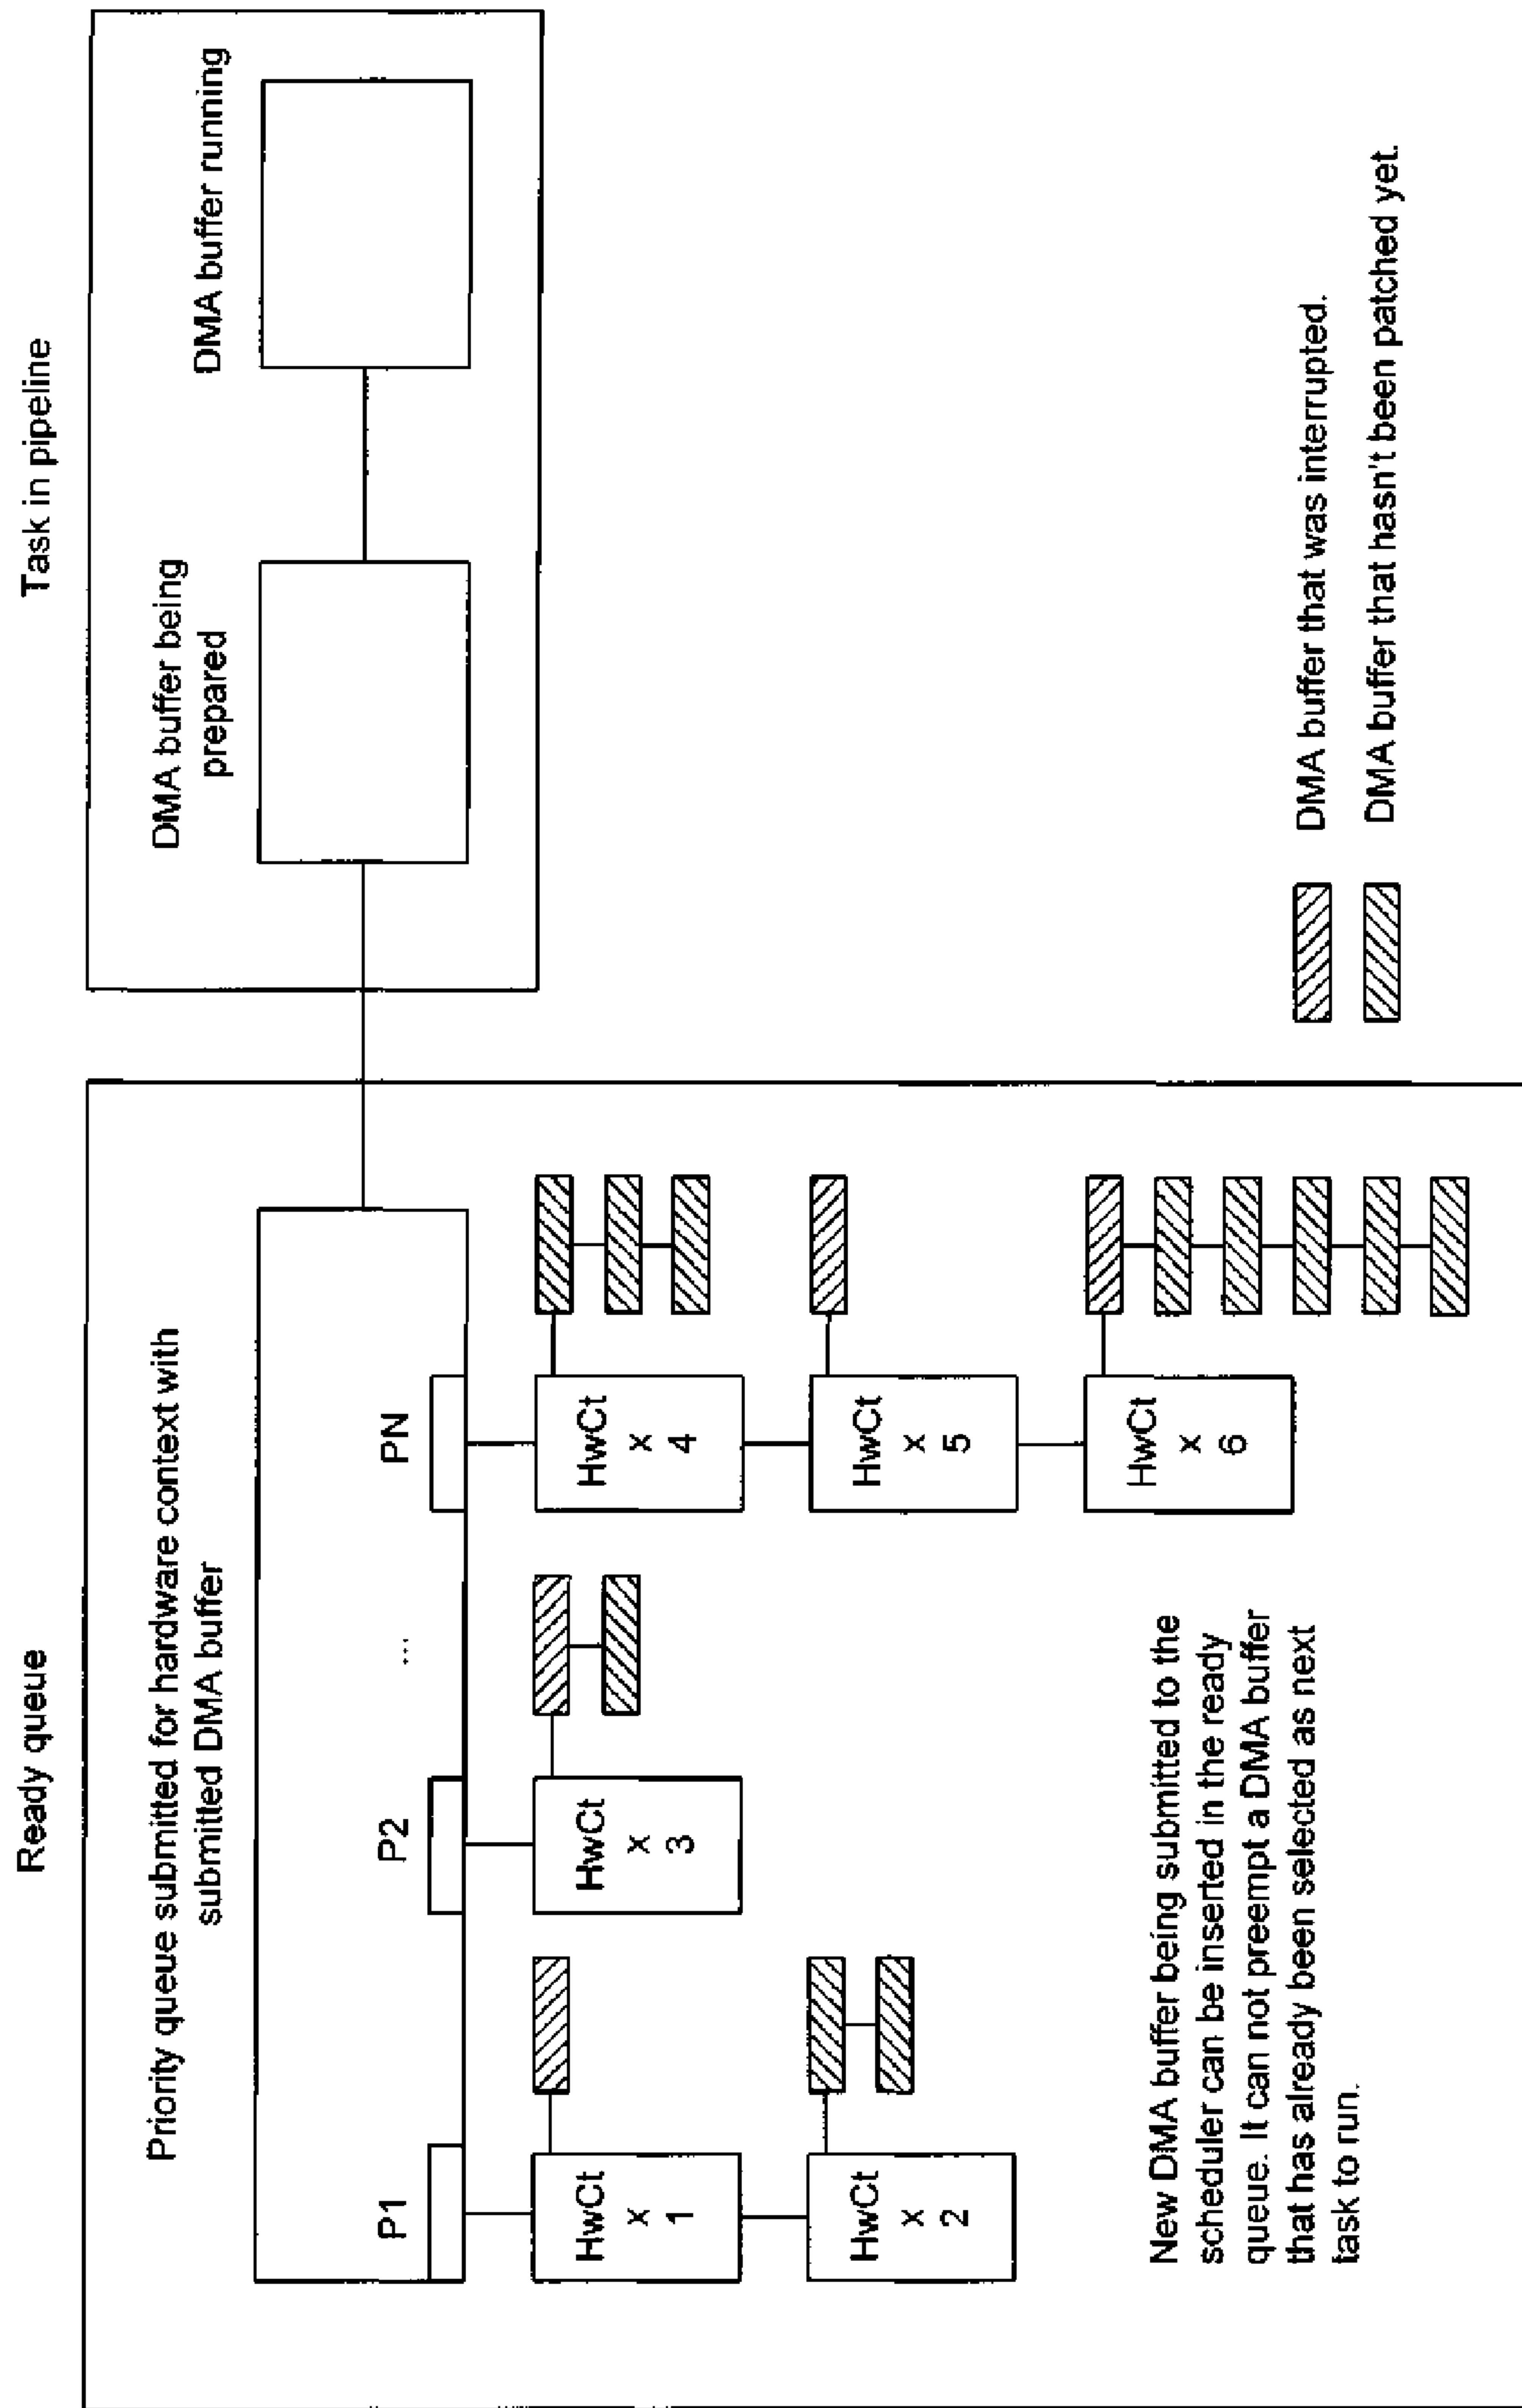 Ready queue
Priority queue submitted for hardware context with
submitted DMA buffer
P1
P2
...
PN
HwCt
x
1
HwCt
x
2
HwCt
x
3
HwCt
x
4
HwCt
x
5
HwCt
x
6
New DMA buffer being submitted to the
scheduler can be inserted in the ready
queue. It can not preempt a DMA buffer
that has already been selected as next
task to run.
Task in pipeline
DMA buffer being
prepared
DMA buffer running
DMA buffer that was interrupted.
DMA buffer that hasn't been patched yet.